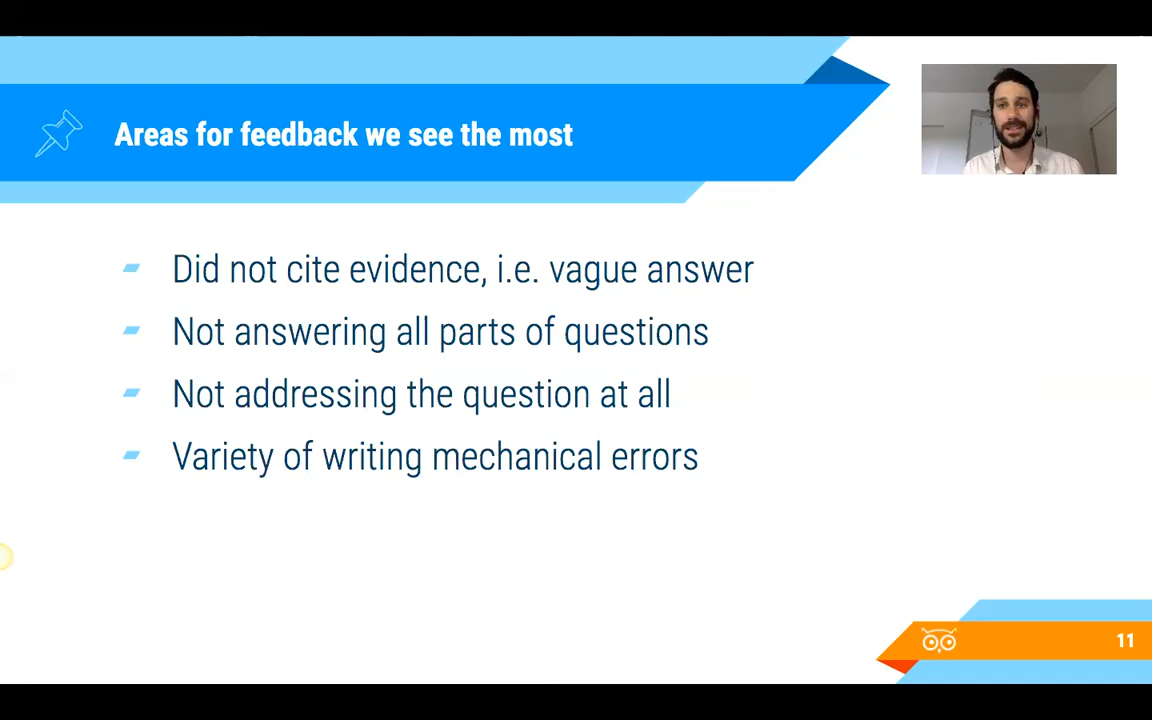 Areas for feedback we see the most
Did not cite evidence, i.e. vague answer
Not answering all parts of questions
Not addressing the question at all
Variety of writing mechanical errors
11